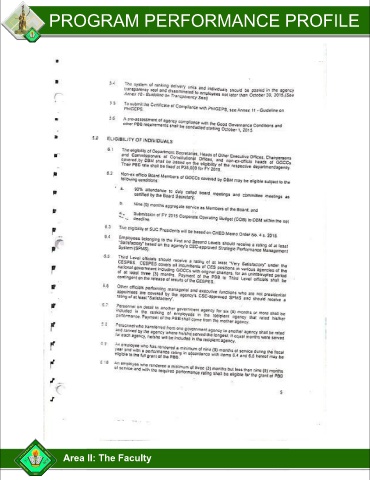 PROGRAM PERFORMANCE PROFILE
3.4 The system of ranking delivery units and individuals should be posted in the agency
transparency seal and disseminated to employees not later than October 30, 2015 (See
Annex 10 - Guideline on Transparency Seal)
3.5 To submit the Certificate of Compliance with PhilGEPS, see Annex 11 - Guideline on
PhilGEPS.
3.6 A pre-assessment of agency compliance with the Good Governance Conditions and
other PBB requirements shall be conducted starting October 1, 2015
5.2 ELIGIBILITY OF INDIVIDUALS
6.1 The eligibility of Department Secretaries, Heads of Other Executive Offices, Chairpersons
and Commissioners of Constitutional Offices, and non-ex-officio Heads of GOCCs
covered by DBM shall be based on the eligibility of the respective department/agency.
Their PBB rate shall be fixed at P35,000 for FY 2015.
6.2 Non-ex officio Board Members of GOCCs covered by DBM may be eligible subject to the
following conditions:
a. 90% attendance to duly called board meetings and committee meetings as
certified by the Board Secretary;
b. Nine (9) months aggregate service as Members of the Board; and
Submission of FY 2015 Corporate Operating Budget (COB) to DBM within the set
deadline
6.3 The eligibility of SUC Presidents will be based on CHED Memo Order No. 4 s. 2015
6.4 Employees belonging to the First and Second Levels should receive a rating of at least
"Satisfactory" based on the agency's CSC-approved Strategic Performance Management
System (SPMS).
6.5 Third Level officials should receive a rating of at least "Very Satisfactory" under the
CESPES. CESPES covers all incumbents of CES positions in various agencies of the
national government including GOCCs with original charters, for an uninterrupted period
of at least three (3) months. Payment of the PBB to Third Level officials shall be
contingent on the release of results of the CESPES.
6.6 Other officials performing managerial and executive functions who are not presidential
appointees are covered by the agency's CSC-approved SPMS and should receive a
rating of at least "Satisfactory".
6.7 Personnel on detail to another government agency for six (6) months or more shall be
included in the ranking of employees in the recipient agency that rated his/her
performance. Payment of the PBB shall come from the mother agency.
Personnel who transferred from one government agency to another agency shall be rated
and ranked by the agency where he/she served the longest. If equal months were served
for each agency, he/she will be included in the recipient agency.
An employee who has rendered a minimum of nine (9) months of service during the fiscal
year and with a performance rating in accordance with items 6.4 and 6.5 hereof may be
eligible to the full grant of the PBB.
An employee who rendered a minimum of three (3) months but less than nine (9) months
of service and with the required performance rating shall be eligible for the grant of PBB
5
Area II: The Faculty